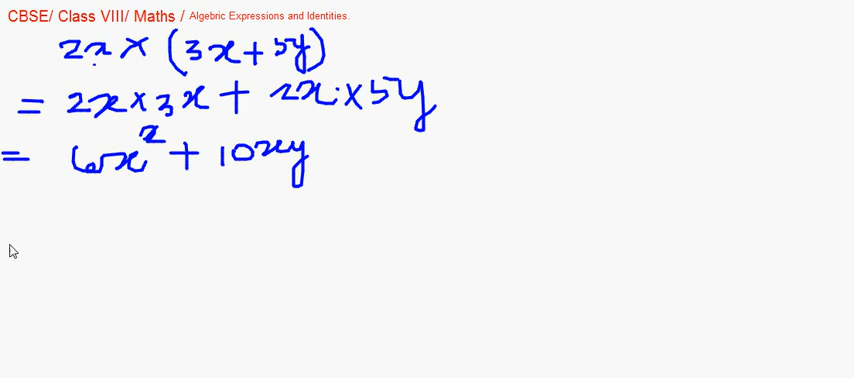 CBSE/ Class VIII/ Maths / Algebric Expressions and Identities.
2x × (3x + 5y)
= 2x × 3x + 2x × 5y
= 6x² + 10xy